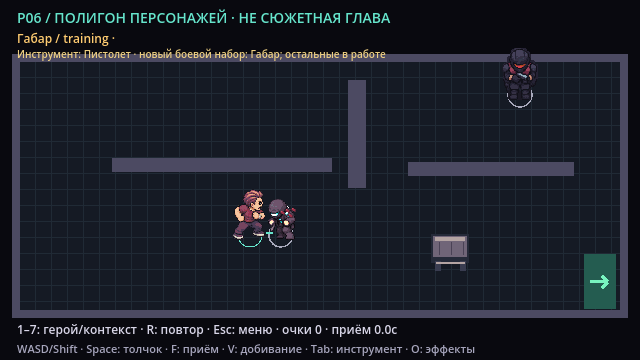 P06 / ПОЛИГОН ПЕРСОНАЖЕЙ · НЕ СЮЖЕТНАЯ ГЛАВА
Габар / training ·
Инструмент: Пистолет · новый боевой набор: Габар; остальные в работе
1–7: герой/контекст · R: повтор · Esc: меню · очки 0 · приём 0.0с
WASD/Shift · Space: толчок · F: приём · V: добивание · Tab: инструмент · O: эффекты